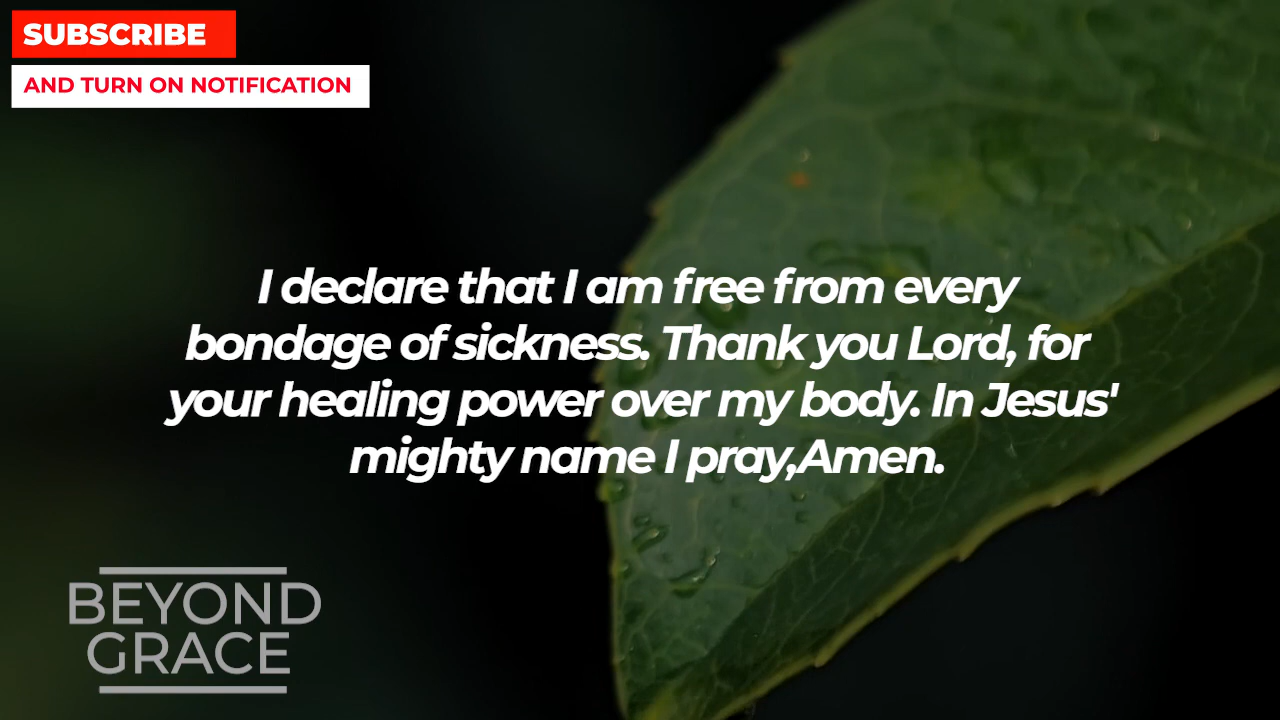 SUBSCRIBE
AND TURN ON NOTIFICATION
I declare that I am free from every
bondage of sickness. Thank you Lord, for
your healing power over my body. In Jesus'
mighty name I pray,Amen.
BEYOND
GRACE